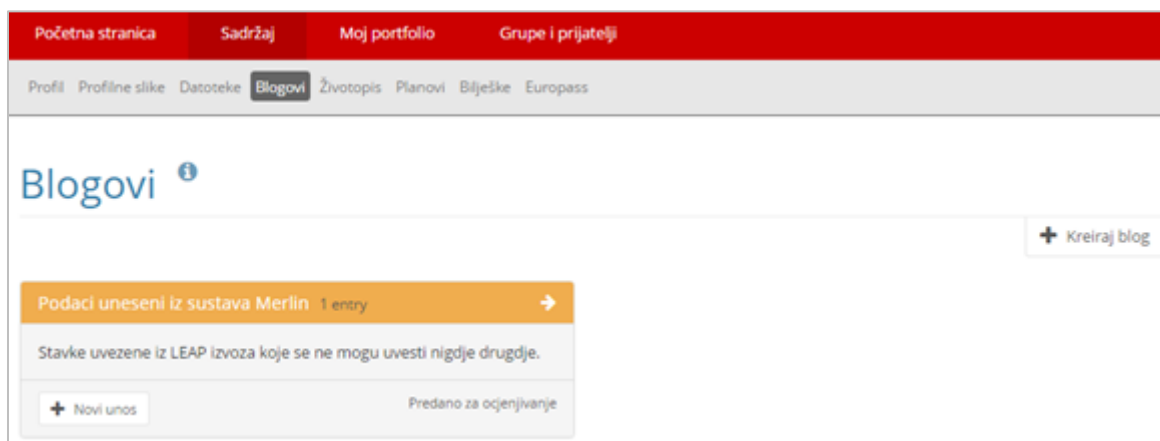 Početna stranica Sadržaj Moj portfolio Grupe i prijatelji
Profil Profilne slike Datoteke Blogovi Životopis Planovi Bilješke Europass
Blogovi
Kreiraj blog
Podaci uneseni iz sustava Merlin 1 entry
Stavke uvezene iz LEAP izvoza koje se ne mogu uvesti nigdje drugdje.
Novi unos Predano za ocjenjivanje